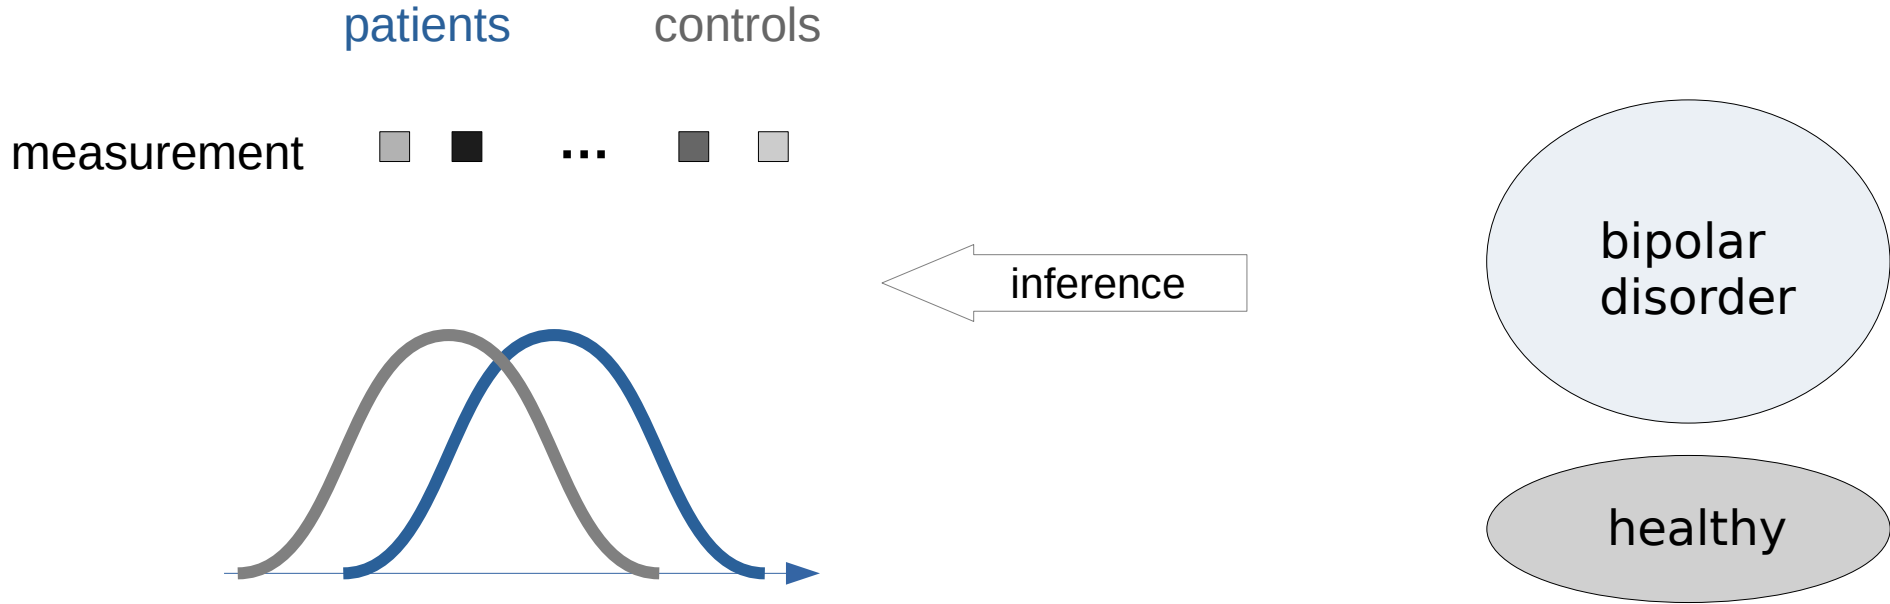 patients
controls
measurement
...
inference
bipolar
disorder
healthy